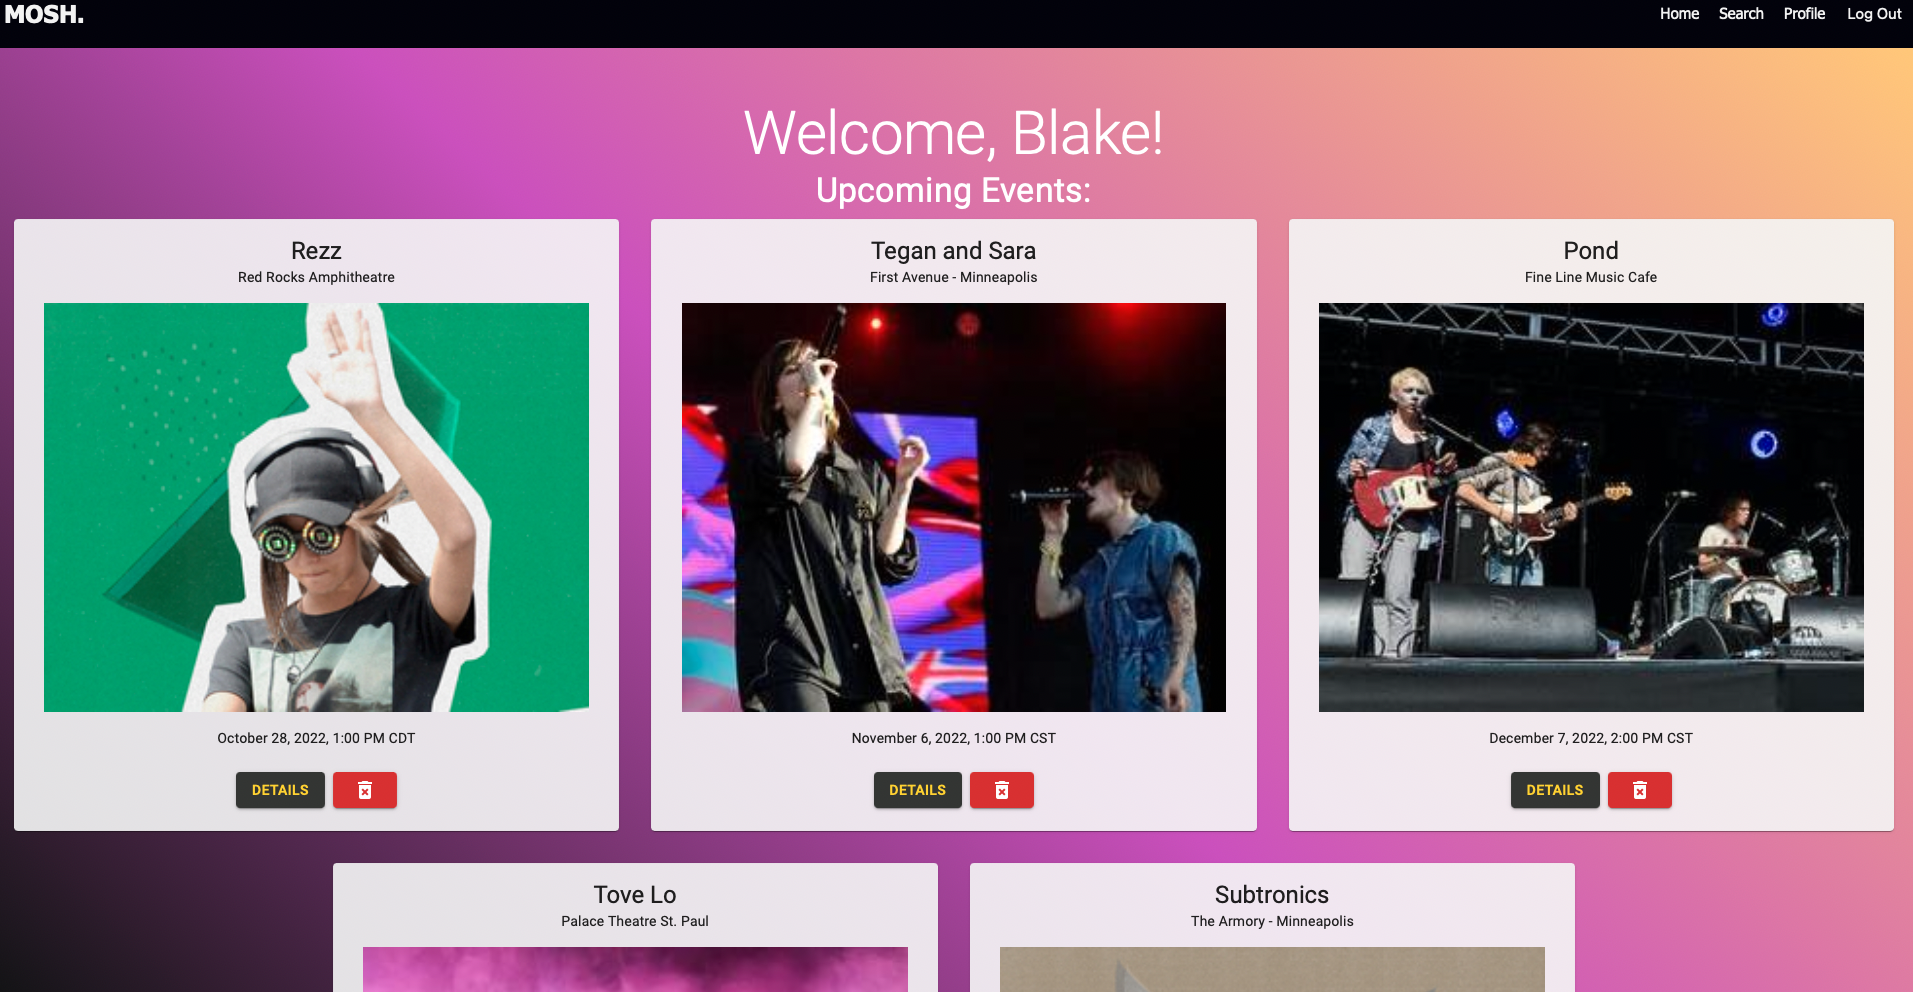 MOSH.
Home Search Profile Log Out
Welcome, Blake!
Upcoming Events:
Rezz
Red Rocks Amphitheatre
October 28, 2022, 1:00 PM CDT
DETAILS
Tegan and Sara
First Avenue - Minneapolis
November 6, 2022, 1:00 PM CST
DETAILS
Pond
Fine Line Music Cafe
December 7, 2022, 2:00 PM CST
DETAILS
Tove Lo
Palace Theatre St. Paul
Subtronics
The Armory - Minneapolis